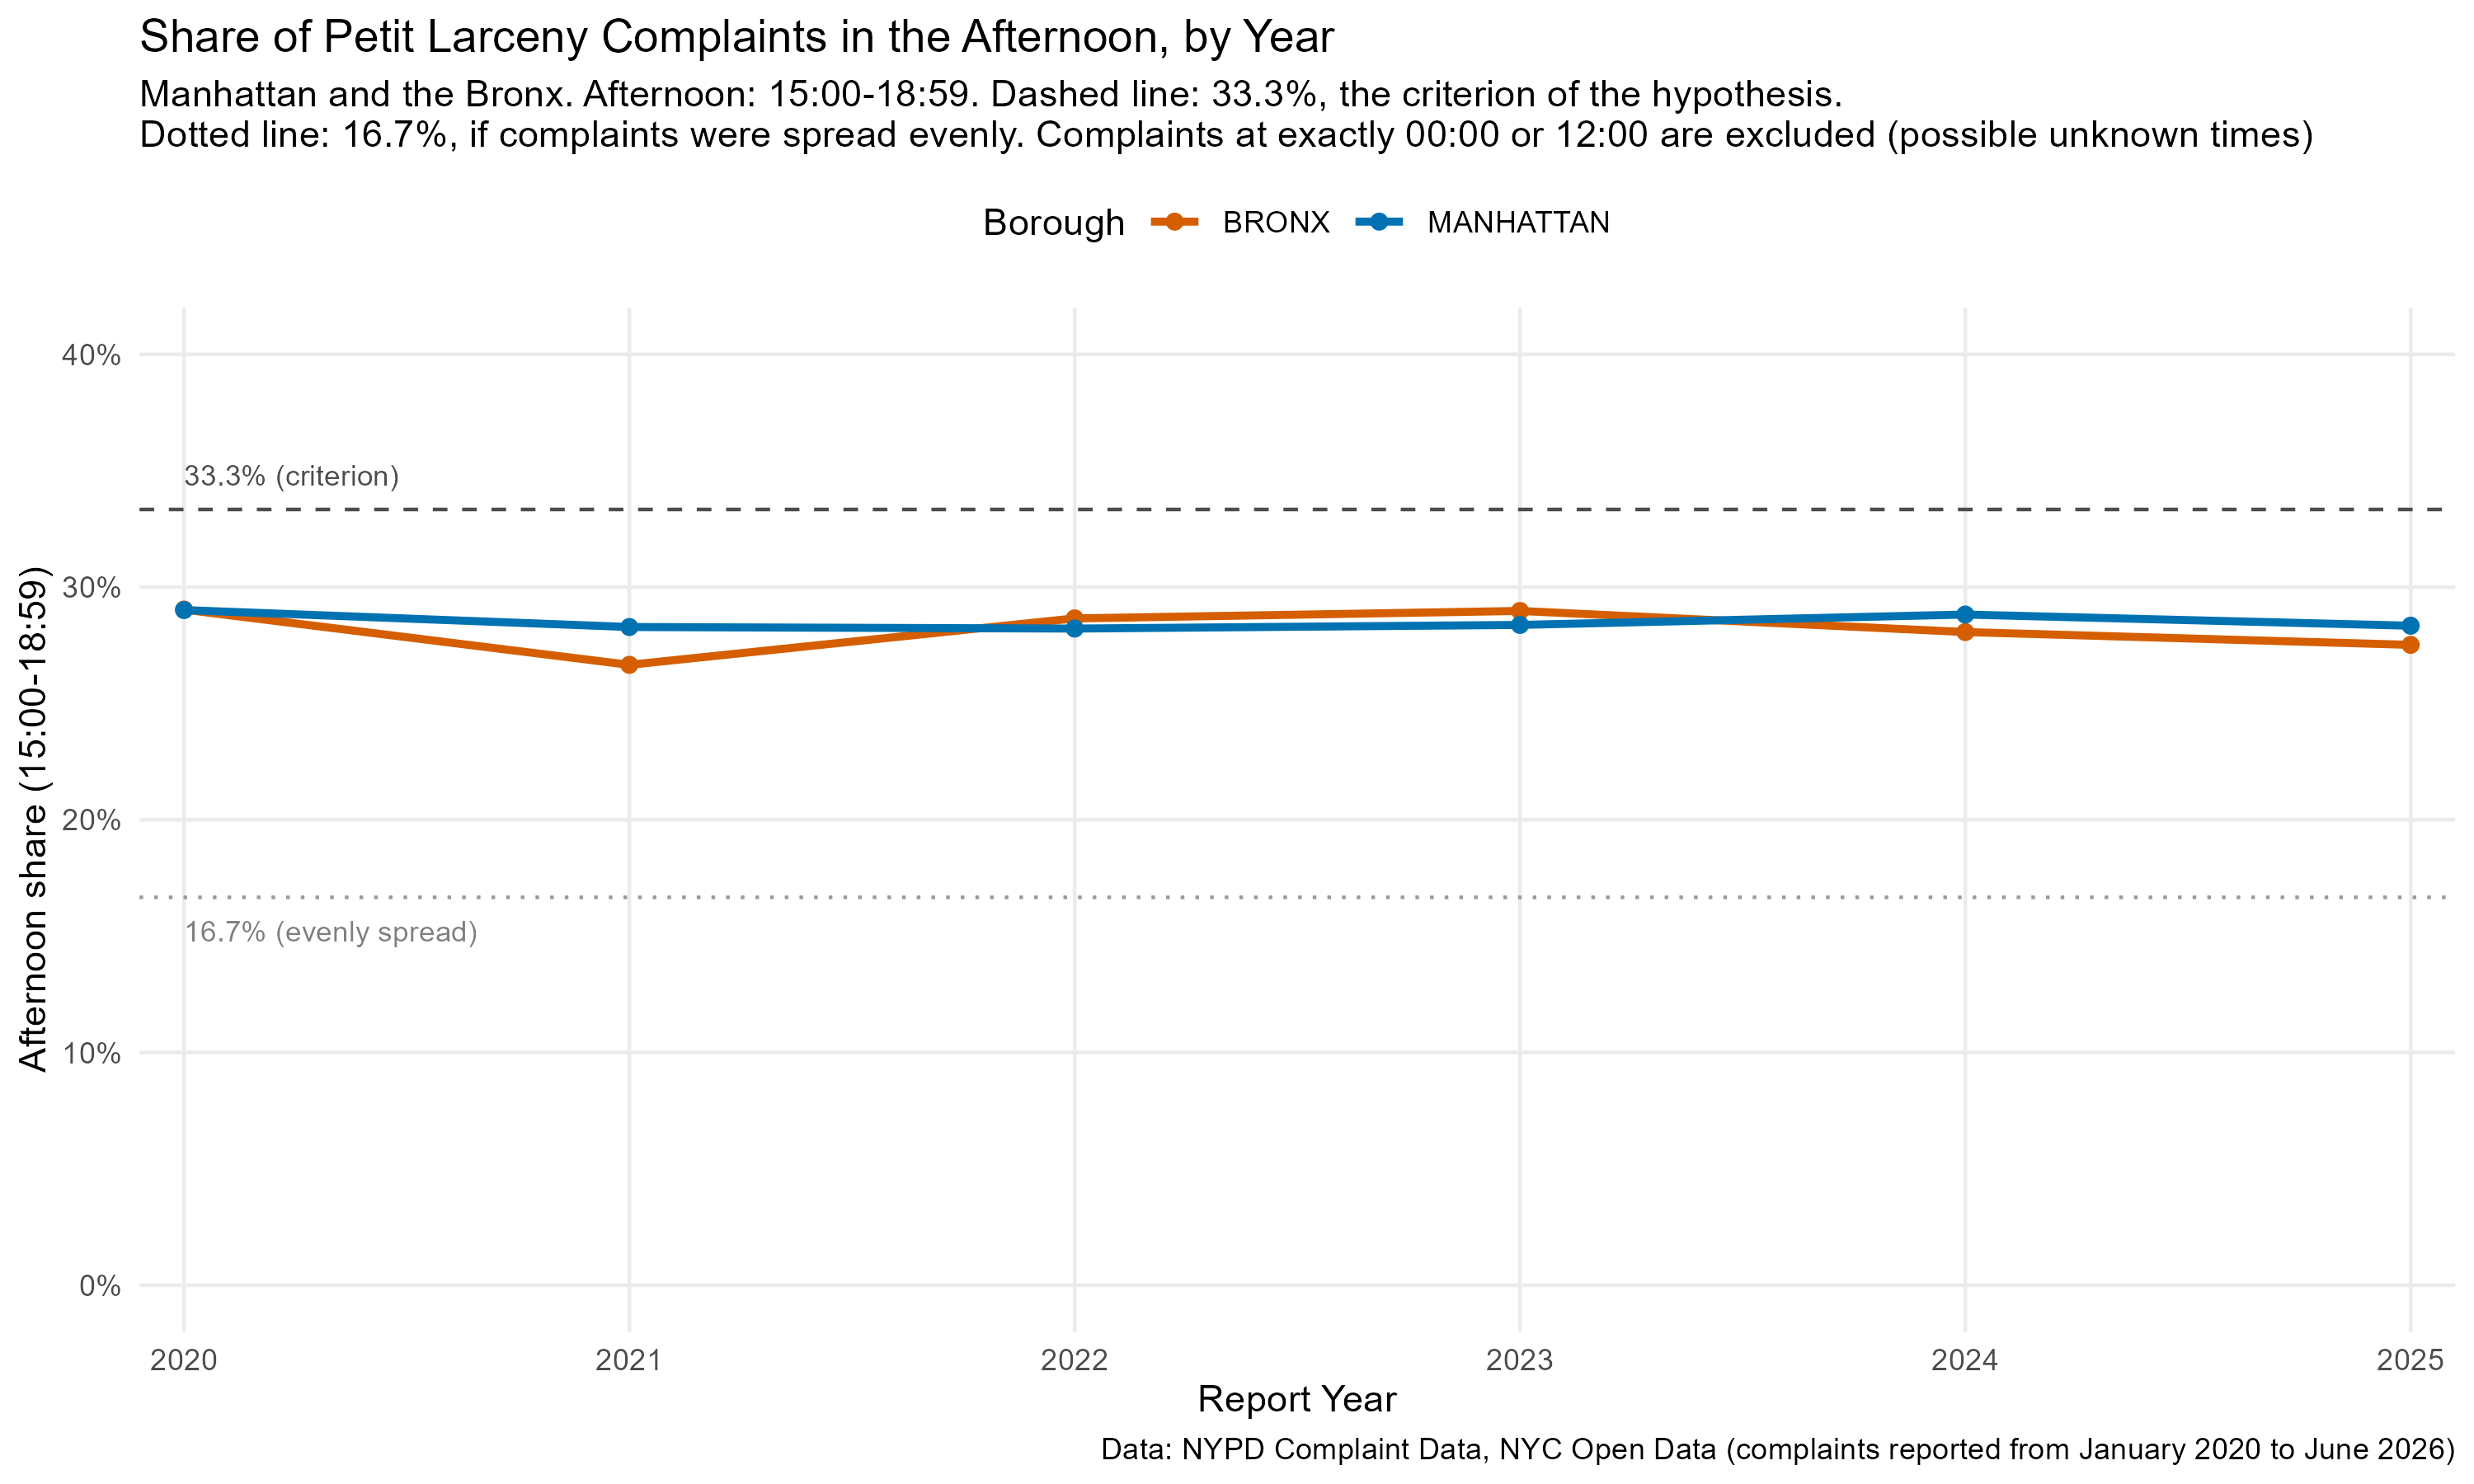 Share of Petit Larceny Complaints in the Afternoon, by Year
Manhattan and the Bronx. Afternoon: 15:00-18:59. Dashed line: 33.3%, the criterion of the hypothesis.
Dotted line: 16.7%, if complaints were spread evenly. Complaints at exactly 00:00 or 12:00 are excluded (possible unknown times)
Borough BRONX MANHATTAN
Afternoon share (15:00-18:59)
40%
33.3% (criterion)
30%
20%
16.7% (evenly spread)
10%
0%
2020 2021 2022 2023 2024 2025
Report Year
Data: NYPD Complaint Data, NYC Open Data (complaints reported from January 2020 to June 2026)